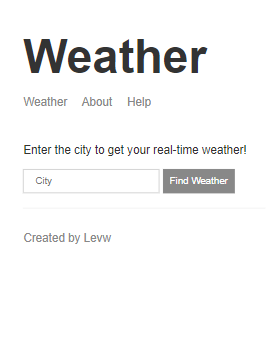 Weather
Weather About Help
Enter the city to get your real-time weather!
City Find Weather
Created by Levw